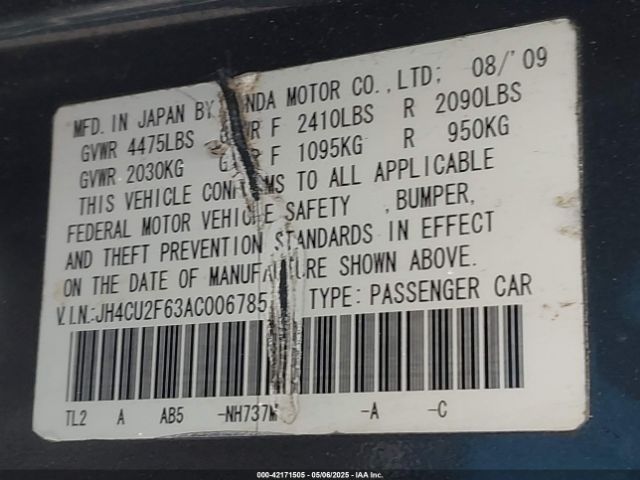 MFD. IN JAPAN BY HONDA MOTOR CO.,LTD; 08/'09
GVWR 4475LBS GAWR F 2410LBS R 2090LBS
GVWR 2030KG GAWR F 1095KG R 950KG
THIS VEHICLE CONFORMS TO ALL APPLICABLE
FEDERAL MOTOR VEHICLE SAFETY ,BUMPER,
AND THEFT PREVENTION STANDARDS IN EFFECT
ON THE DATE OF MANUFACTURE SHOWN ABOVE.
V.I.N.:JH4CU2F63AC006785 TYPE: PASSENGER CAR
TL2 A AB5 -NH737M -A -C
000-42171505 - 05/06/2025 - IAA Inc.